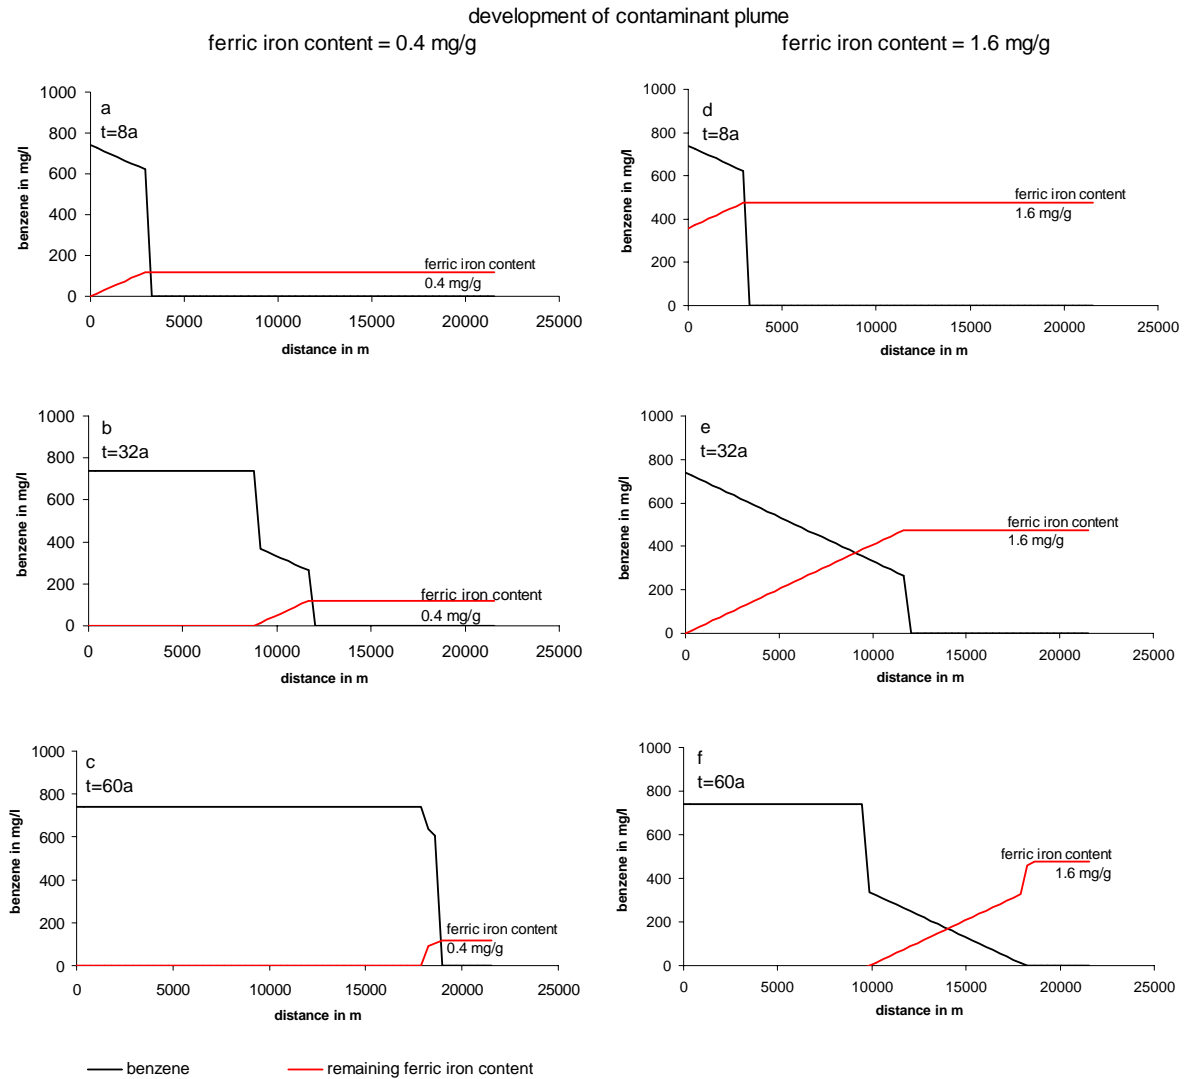 development of contaminant plume
ferric iron content = 0.4 mg/g
ferric iron content = 1.6 mg/g
a
t=8a
benzene in mg/l
1000
800
600
400
200
0
ferric iron content
0.4 mg/g
0 5000 10000 15000 20000 25000
distance in m
d
t=8a
benzene in mg/l
1000
800
600
400
200
0
ferric iron content
1.6 mg/g
0 5000 10000 15000 20000 25000
distance in m
b
t=32a
benzene in mg/l
1000
800
600
400
200
0
ferric iron content
0.4 mg/g
0 5000 10000 15000 20000 25000
distance in m
e
t=32a
benzene in mg/l
1000
800
600
400
200
0
ferric iron content
1.6 mg/g
0 5000 10000 15000 20000 25000
distance in m
c
t=60a
benzene in mg/l
1000
800
600
400
200
0
ferric iron content
0.4 mg/g
0 5000 10000 15000 20000 25000
distance in m
f
t=60a
benzene in mg/l
1000
800
600
400
200
0
ferric iron content
1.6 mg/g
0 5000 10000 15000 20000 25000
distance in m
benzene
remaining ferric iron content